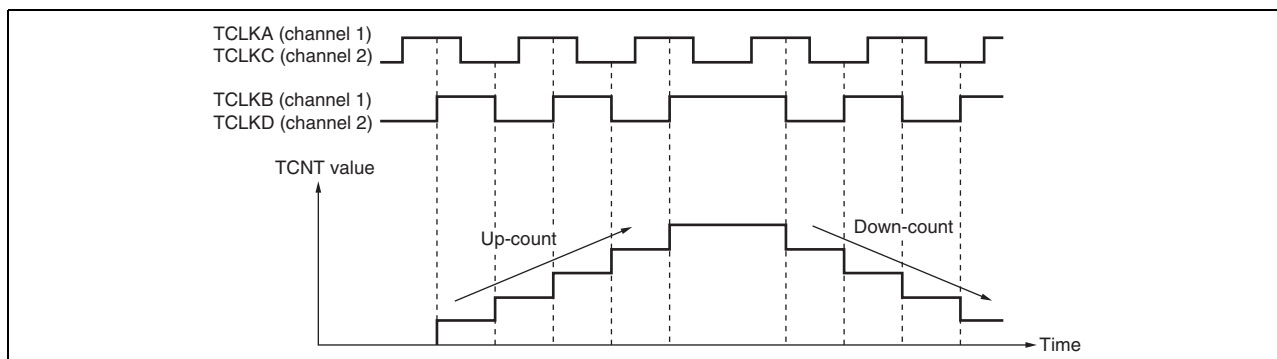 TCLKA (channel 1)
TCLKC (channel 2)
TCLKB (channel 1)
TCLKD (channel 2)
TCNT value
Up-count
Down-count
Time